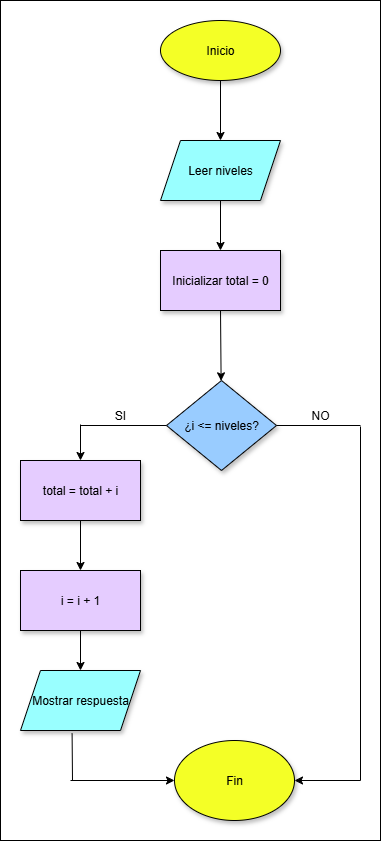 Inicio
Leer niveles
Inicializar total = 0
¿i <= niveles?
SI
NO
total = total + i
i = i + 1
Mostrar respuesta
Fin